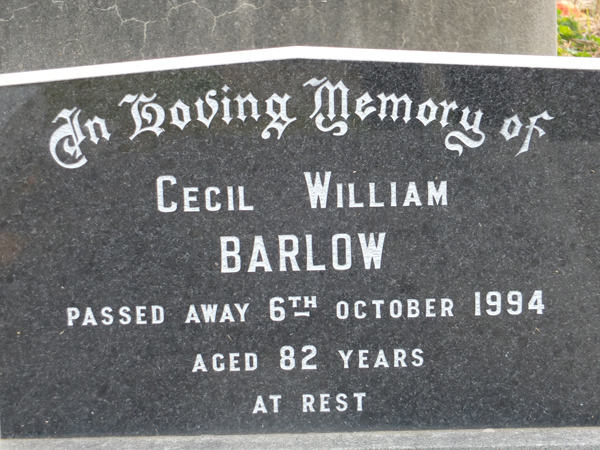 In Loving Memory of
CECIL WILLIAM
BARLOW
PASSED AWAY 6TH OCTOBER 1994
AGED 82 YEARS
AT REST